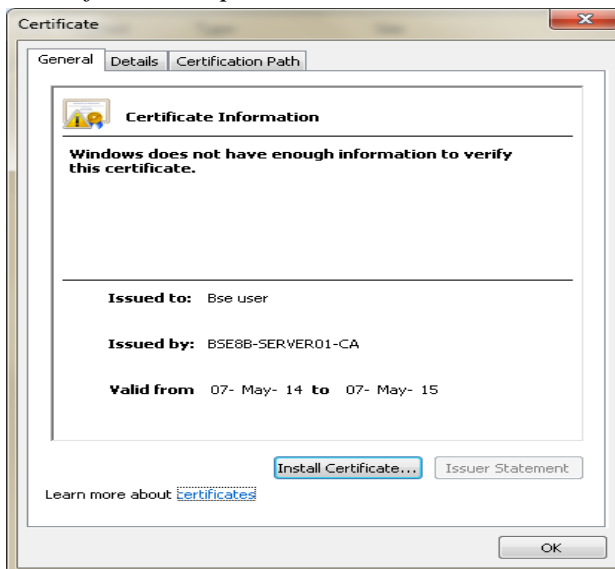 Certificate
General Details Certification Path
Certificate Information
Windows does not have enough information to verify
this certificate.
Issued to: Bse user
Issued by: BSE8B-SERVER01-CA
Valid from 07- May- 14 to 07- May- 15
Install Certificate... Issuer Statement
Learn more about certificates
OK